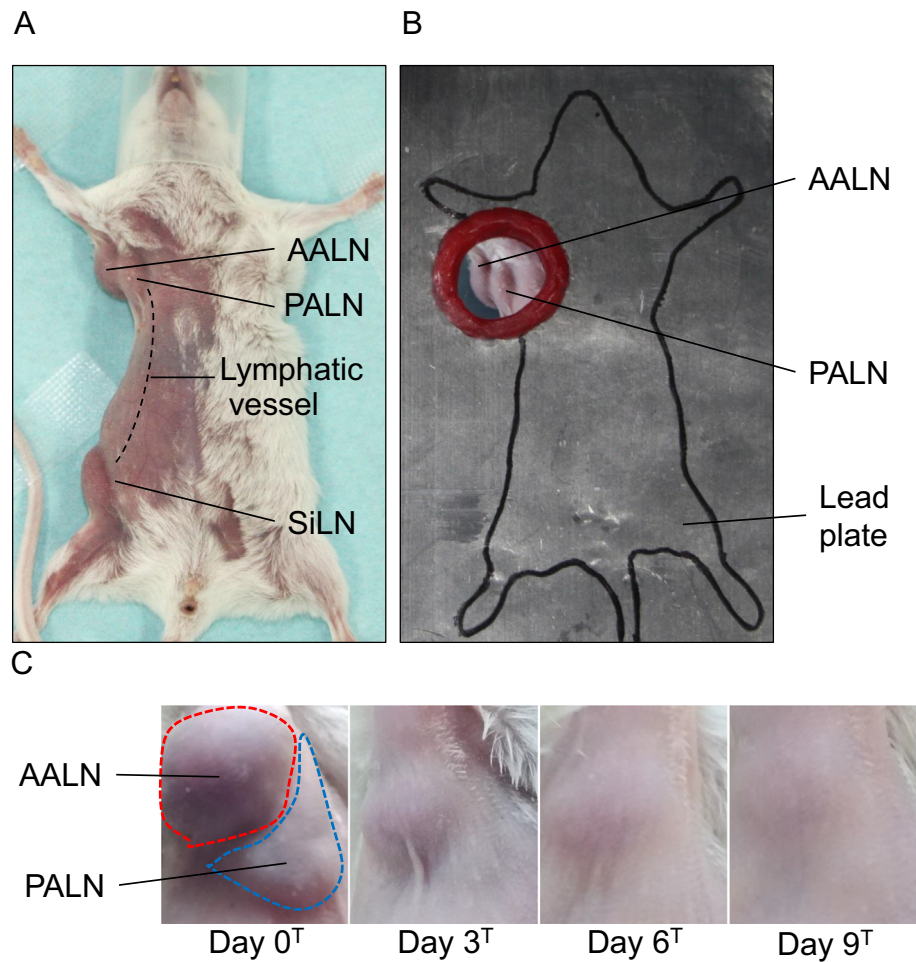 A
B
AALN
PALN
Lymphatic
vessel
SiLN
AALN
PALN
Lead
plate
C
AALN
PALN
Day 0ᵀ
Day 3ᵀ
Day 6ᵀ
Day 9ᵀ